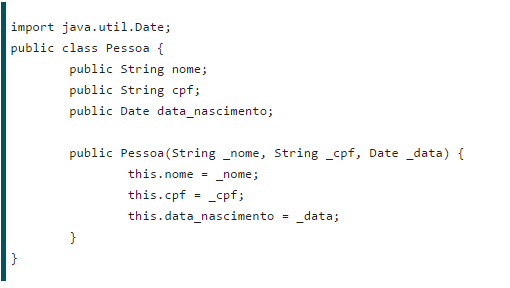 import java.util.Date;
public class Pessoa {
        public String nome;
        public String cpf;
        public Date data_nascimento;

        public Pessoa(String _nome, String _cpf, Date _data) {
                this.nome = _nome;
                this.cpf = _cpf;
                this.data_nascimento = _data;
        }
}